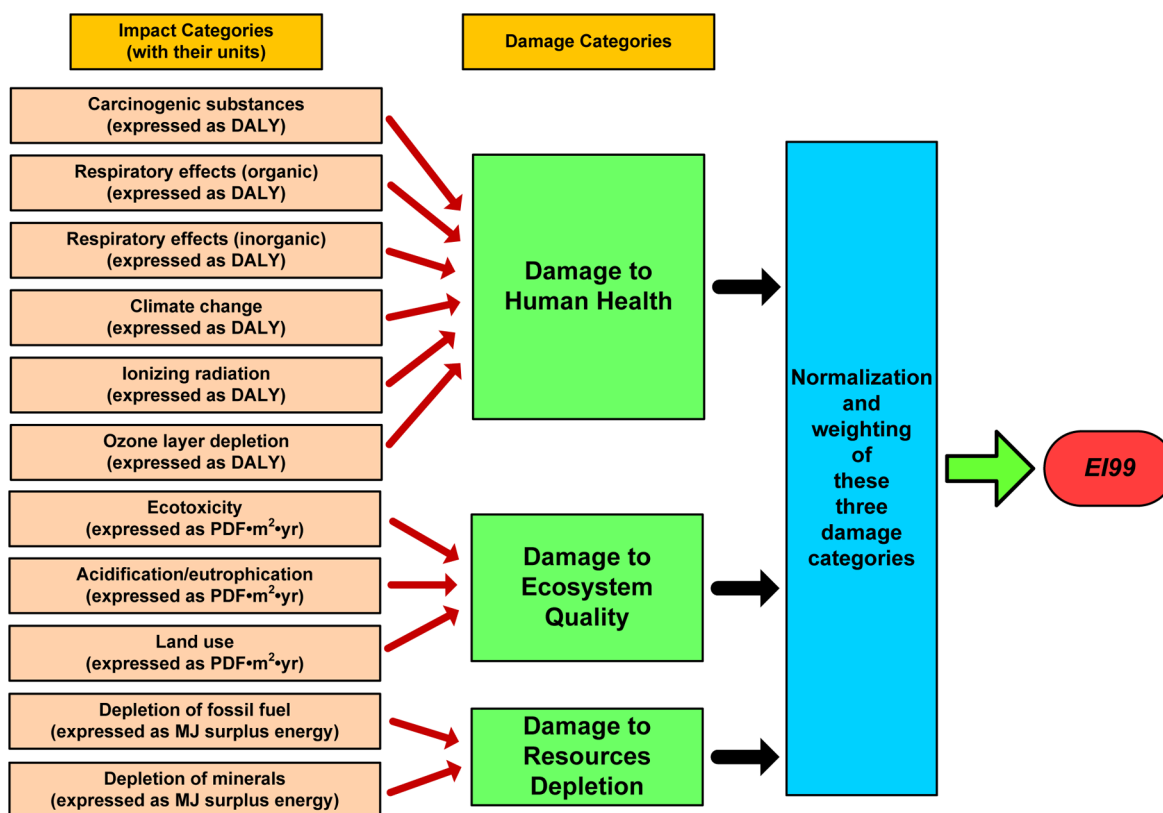 Impact Categories
(with their units)
Damage Categories
Carcinogenic substances
(expressed as DALY)
Respiratory effects (organic)
(expressed as DALY)
Respiratory effects (inorganic)
(expressed as DALY)
Climate change
(expressed as DALY)
Ionizing radiation
(expressed as DALY)
Ozone layer depletion
(expressed as DALY)
Ecotoxicity
(expressed as PDF•m²•yr)
Acidification/eutrophication
(expressed as PDF•m²•yr)
Land use
(expressed as PDF•m²•yr)
Depletion of fossil fuel
(expressed as MJ surplus energy)
Depletion of minerals
(expressed as MJ surplus energy)
Damage to
Human Health
Damage to
Ecosystem
Quality
Damage to
Resources
Depletion
Normalization
and
weighting
of
these
three
damage
categories
EI99